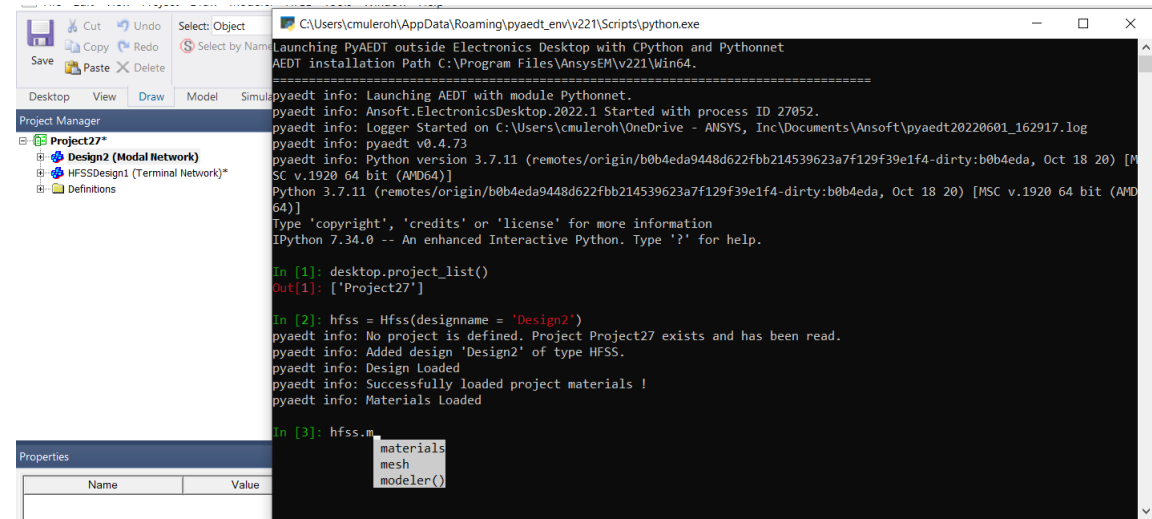 Cut Undo Select: Object
Copy Redo Select by Name
Save Paste Delete
Desktop View Draw Model Simula
Project Manager
Project27*
Design2 (Modal Network)
HFSSDesign1 (Terminal Network)*
Definitions
Properties
Name Value
C:\Users\cmuleroh\AppData\Roaming\pyaedt_env\v221\Scripts\python.exe
Launching PyAEDT outside Electronics Desktop with CPython and Pythonnet
AEDT installation Path C:\Program Files\AnsysEM\v221\Win64.
================================================================================
pyaedt info: Launching AEDT with module Pythonnet.
pyaedt info: Ansoft.ElectronicsDesktop.2022.1 Started with process ID 27052.
pyaedt info: Logger Started on C:\Users\cmuleroh\OneDrive - ANSYS, Inc\Documents\Ansoft\pyaedt20220601_162917.log
pyaedt info: pyaedt v0.4.73
pyaedt info: Python version 3.7.11 (remotes/origin/b0b4eda9448d622fbb214539623a7f129f39e1f4-dirty:b0b4eda, Oct 18 20) [M
SC v.1920 64 bit (AMD64)]
Python 3.7.11 (remotes/origin/b0b4eda9448d622fbb214539623a7f129f39e1f4-dirty:b0b4eda, Oct 18 20) [MSC v.1920 64 bit (AMD
64)]
Type 'copyright', 'credits' or 'license' for more information
IPython 7.34.0 -- An enhanced Interactive Python. Type '?' for help.
In [1]: desktop.project_list()
Out[1]: ['Project27']
In [2]: hfss = Hfss(designname = 'Design2')
pyaedt info: No project is defined. Project Project27 exists and has been read.
pyaedt info: Added design 'Design2' of type HFSS.
pyaedt info: Design Loaded
pyaedt info: Successfully loaded project materials !
pyaedt info: Materials Loaded
In [3]: hfss.m_
materials
mesh
modeler()